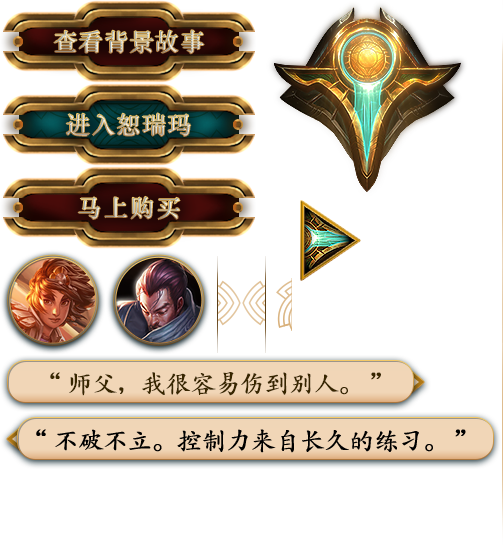 查看背景故事
进入恕瑞玛
马上购买
“师父，我很容易伤到别人。”
“不破不立。控制力来自长久的练习。”